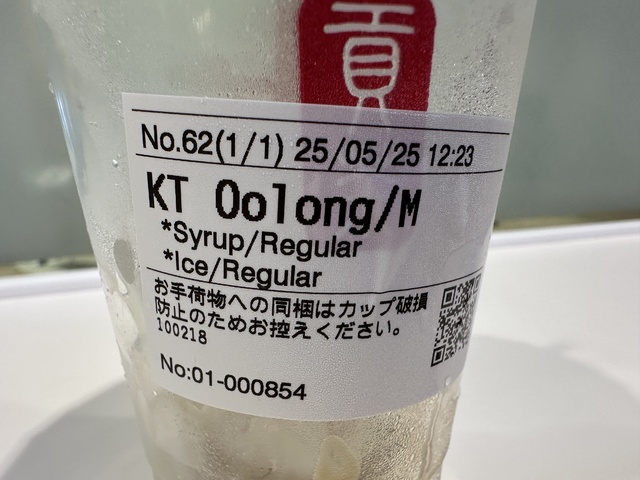 貢
No.62(1/1) 25/05/25 12:23
KT Oolong/M
*Syrup/Regular
*Ice/Regular
お手荷物への同梱はカップ破損
防止のためお控えください。
100218
No:01-000854